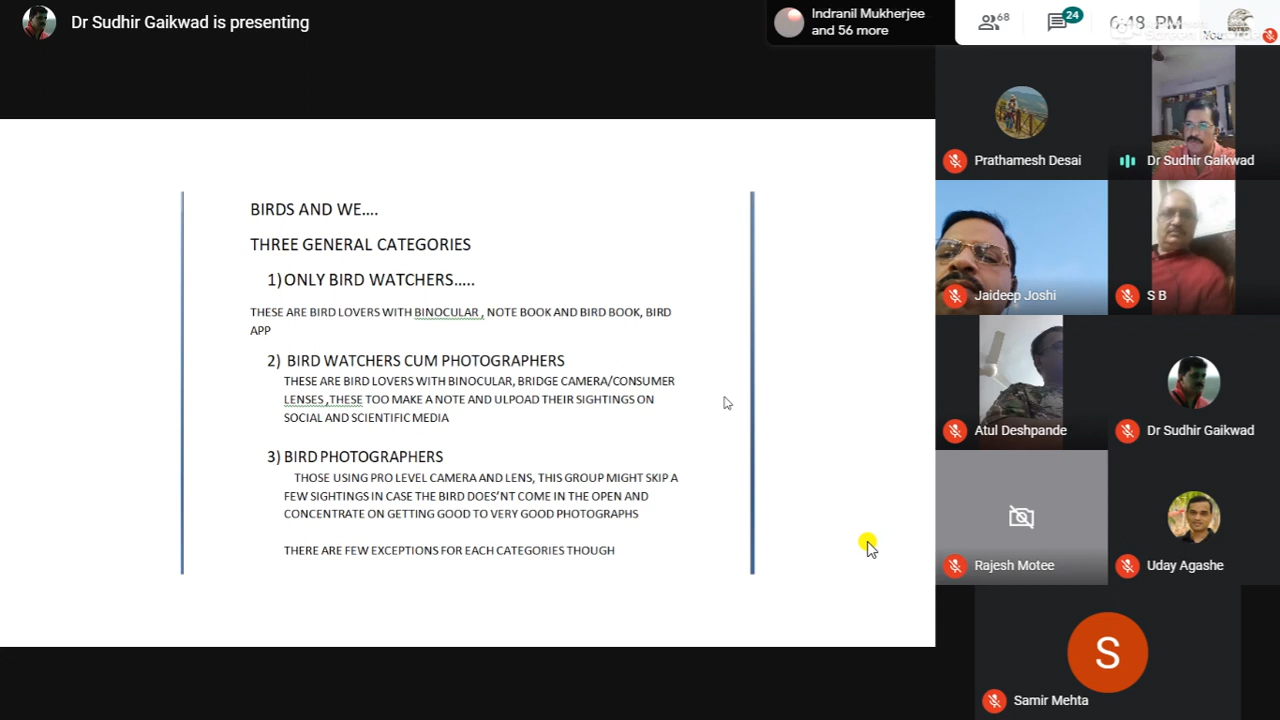 Dr Sudhir Gaikwad is presenting
Indranil Mukherjee
and 56 more
68
24
6:48 PM
You
BIRDS AND WE....
THREE GENERAL CATEGORIES
1) ONLY BIRD WATCHERS.....
THESE ARE BIRD LOVERS WITH BINOCULAR , NOTE BOOK AND BIRD BOOK, BIRD
APP
2) BIRD WATCHERS CUM PHOTOGRAPHERS
THESE ARE BIRD LOVERS WITH BINOCULAR, BRIDGE CAMERA/CONSUMER
LENSES ,THESE TOO MAKE A NOTE AND ULPOAD THEIR SIGHTINGS ON
SOCIAL AND SCIENTIFIC MEDIA
3) BIRD PHOTOGRAPHERS
THOSE USING PRO LEVEL CAMERA AND LENS, THIS GROUP MIGHT SKIP A
FEW SIGHTINGS IN CASE THE BIRD DOES'NT COME IN THE OPEN AND
CONCENTRATE ON GETTING GOOD TO VERY GOOD PHOTOGRAPHS
THERE ARE FEW EXCEPTIONS FOR EACH CATEGORIES THOUGH
Prathamesh Desai
Dr Sudhir Gaikwad
Jaideep Joshi
S B
Atul Deshpande
Dr Sudhir Gaikwad
Rajesh Motee
Uday Agashe
S
Samir Mehta